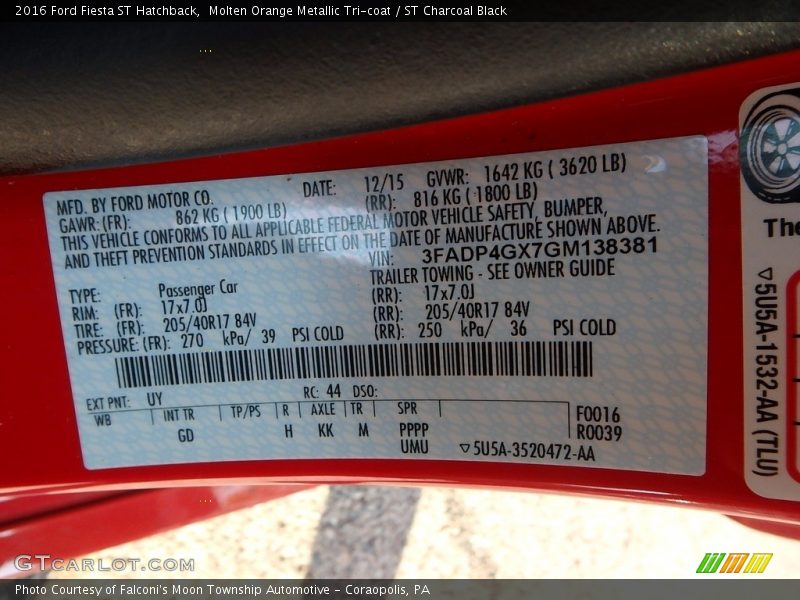 2016 Ford Fiesta ST Hatchback,  Molten Orange Metallic Tri-coat / ST Charcoal Black
MFD. BY FORD MOTOR CO.
DATE: 12/15 GVWR: 1642 KG ( 3620 LB)
GAWR: (FR): 862 KG ( 1900 LB) (RR): 816 KG ( 1800 LB)
THIS VEHICLE CONFORMS TO ALL APPLICABLE FEDERAL MOTOR VEHICLE SAFETY, BUMPER,
AND THEFT PREVENTION STANDARDS IN EFFECT ON THE DATE OF MANUFACTURE SHOWN ABOVE.
VIN: 3FADP4GX7GM138381
TYPE: Passenger Car TRAILER TOWING - SEE OWNER GUIDE
RIM: (FR): 17x7.0J (RR): 17x7.0J
TIRE: (FR): 205/40R17 84V (RR): 205/40R17 84V
PRESSURE: (FR): 270 kPa/ 39 PSI COLD (RR): 250 kPa/ 36 PSI COLD
EXT PNT: UY RC: 44 DSO:
WB INT TR TP/PS R AXLE TR SPR F0016
GD H KK M PPPP R0039
UMU ▽5U5A-3520472-AA
The
▽5U5A-1532-AA (TLU)
GTCARLOT.COM
Photo Courtesy of Falconi's Moon Township Automotive - Coraopolis, PA